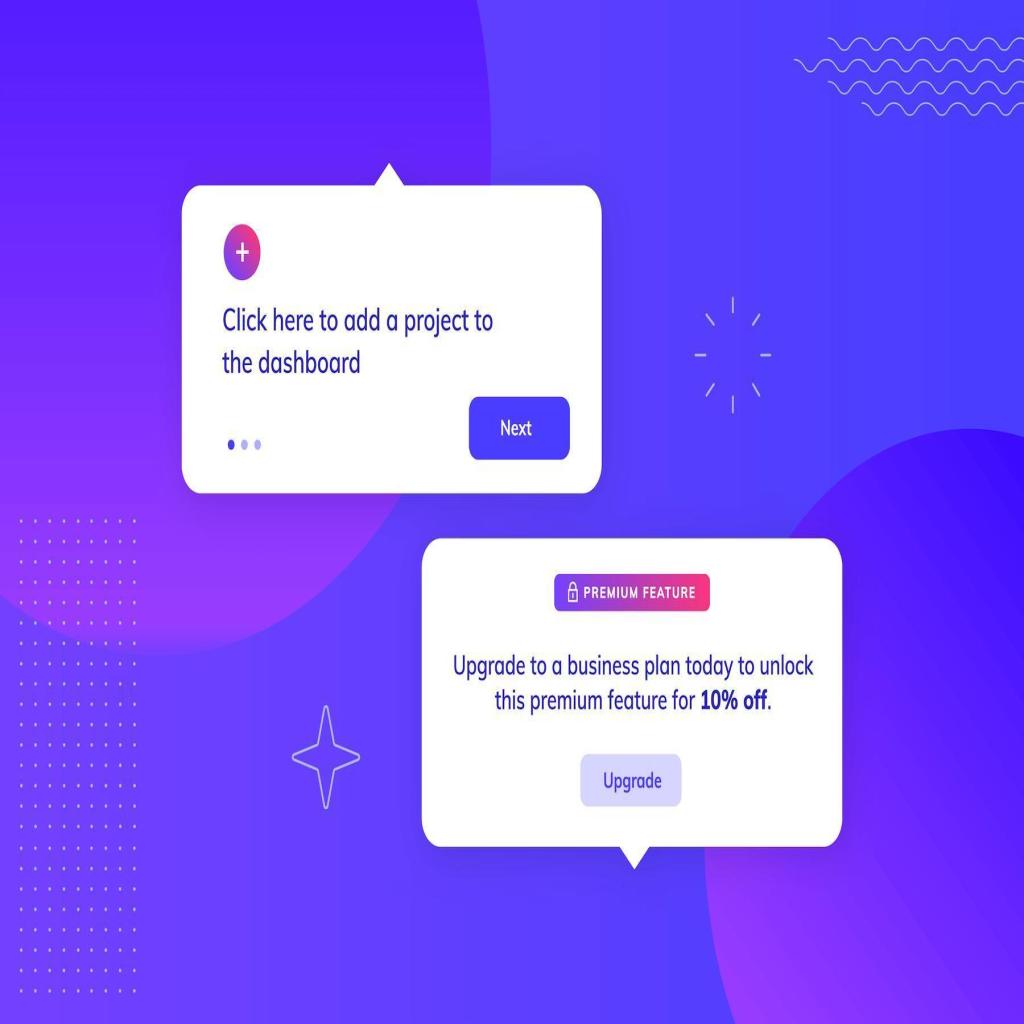 Click here to add a project to
the dashboard
Next
PREMIUM FEATURE
Upgrade to a business plan today to unlock
this premium feature for 10% off.
Upgrade